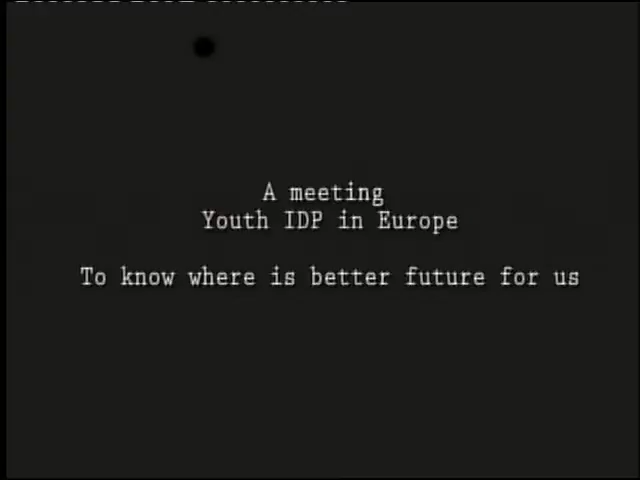 A meeting
Youth IDP in Europe
To know where is better future for us